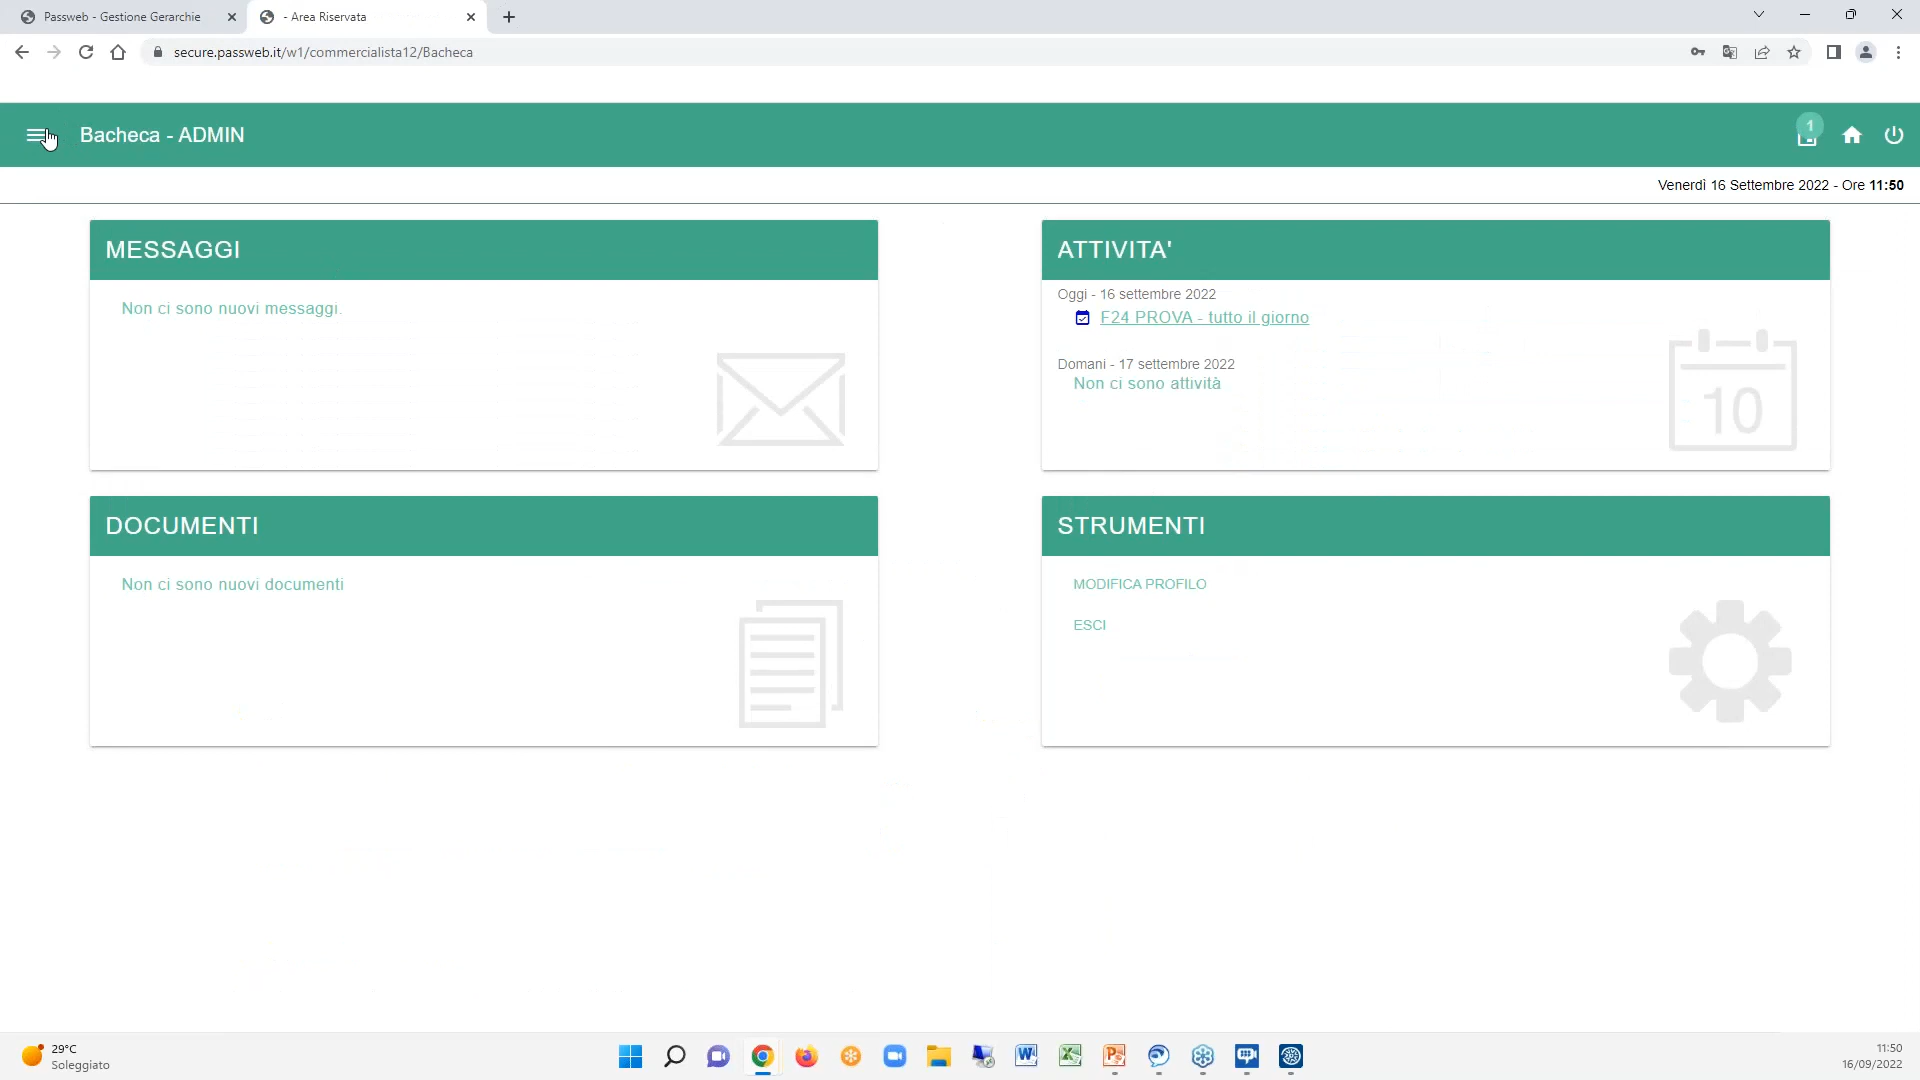 Passweb - Gestione Gerarchie
- Area Riservata
secure.passweb.it/w1/commercialista12/Bacheca
Bacheca - ADMIN
1
Venerdì 16 Settembre 2022 - Ore 11:50
MESSAGGI
Non ci sono nuovi messaggi.
ATTIVITA'
Oggi - 16 settembre 2022
F24 PROVA - tutto il giorno
Domani - 17 settembre 2022
Non ci sono attività
10
DOCUMENTI
Non ci sono nuovi documenti
STRUMENTI
MODIFICA PROFILO
ESCI
29°C
Soleggiato
11:50
16/09/2022